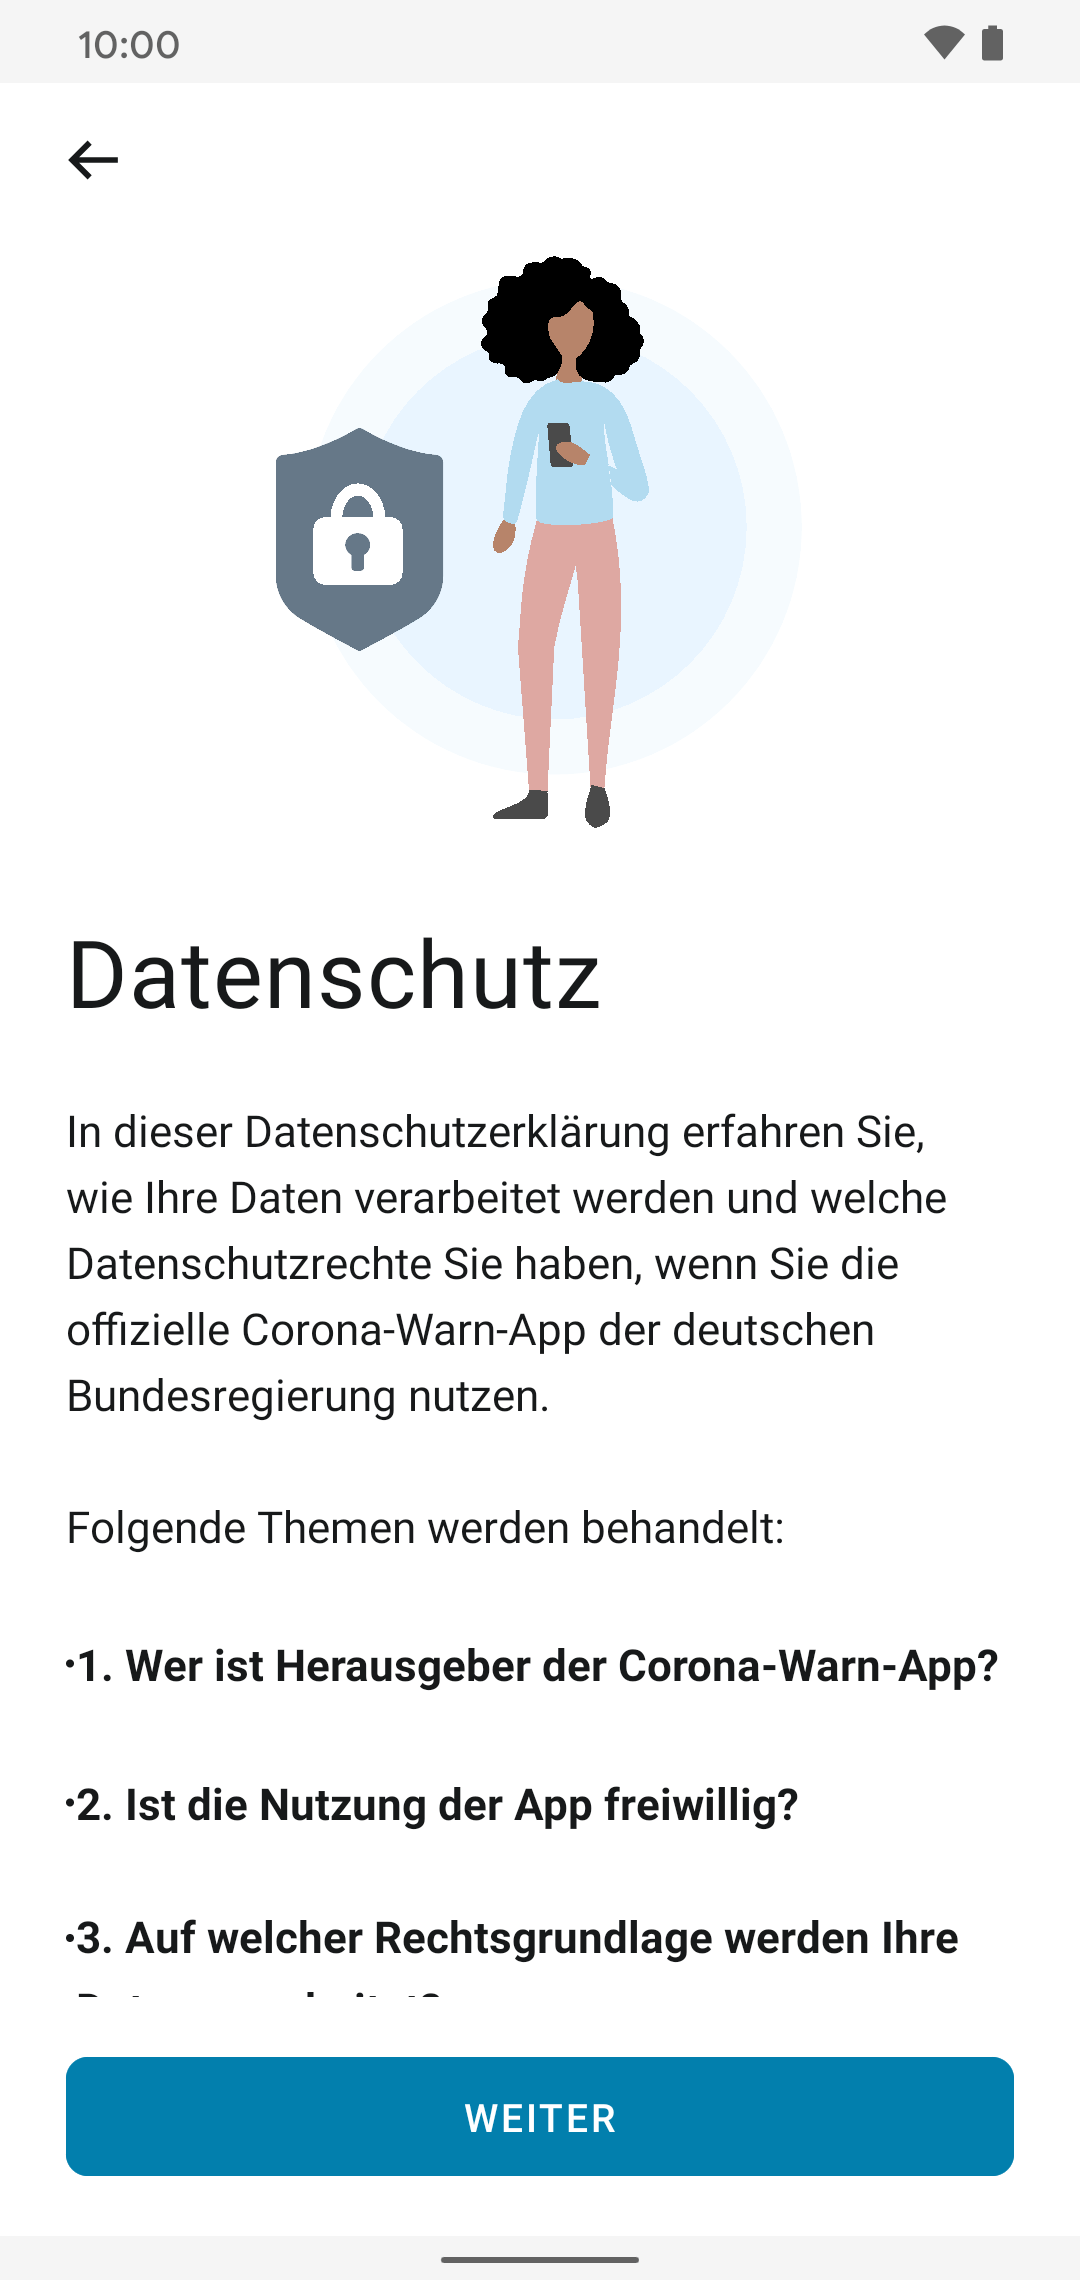 10:00
Datenschutz
In dieser Datenschutzerklärung erfahren Sie,
wie Ihre Daten verarbeitet werden und welche
Datenschutzrechte Sie haben, wenn Sie die
offizielle Corona-Warn-App der deutschen
Bundesregierung nutzen.
Folgende Themen werden behandelt:
•1. Wer ist Herausgeber der Corona-Warn-App?
•2. Ist die Nutzung der App freiwillig?
•3. Auf welcher Rechtsgrundlage werden Ihre
WEITER